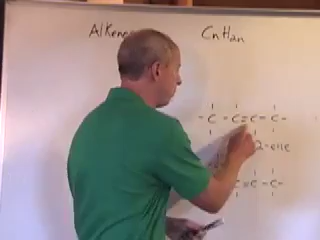 Alkenes CnH2n
- C - C = C - C -
2-ene
C = C - C -